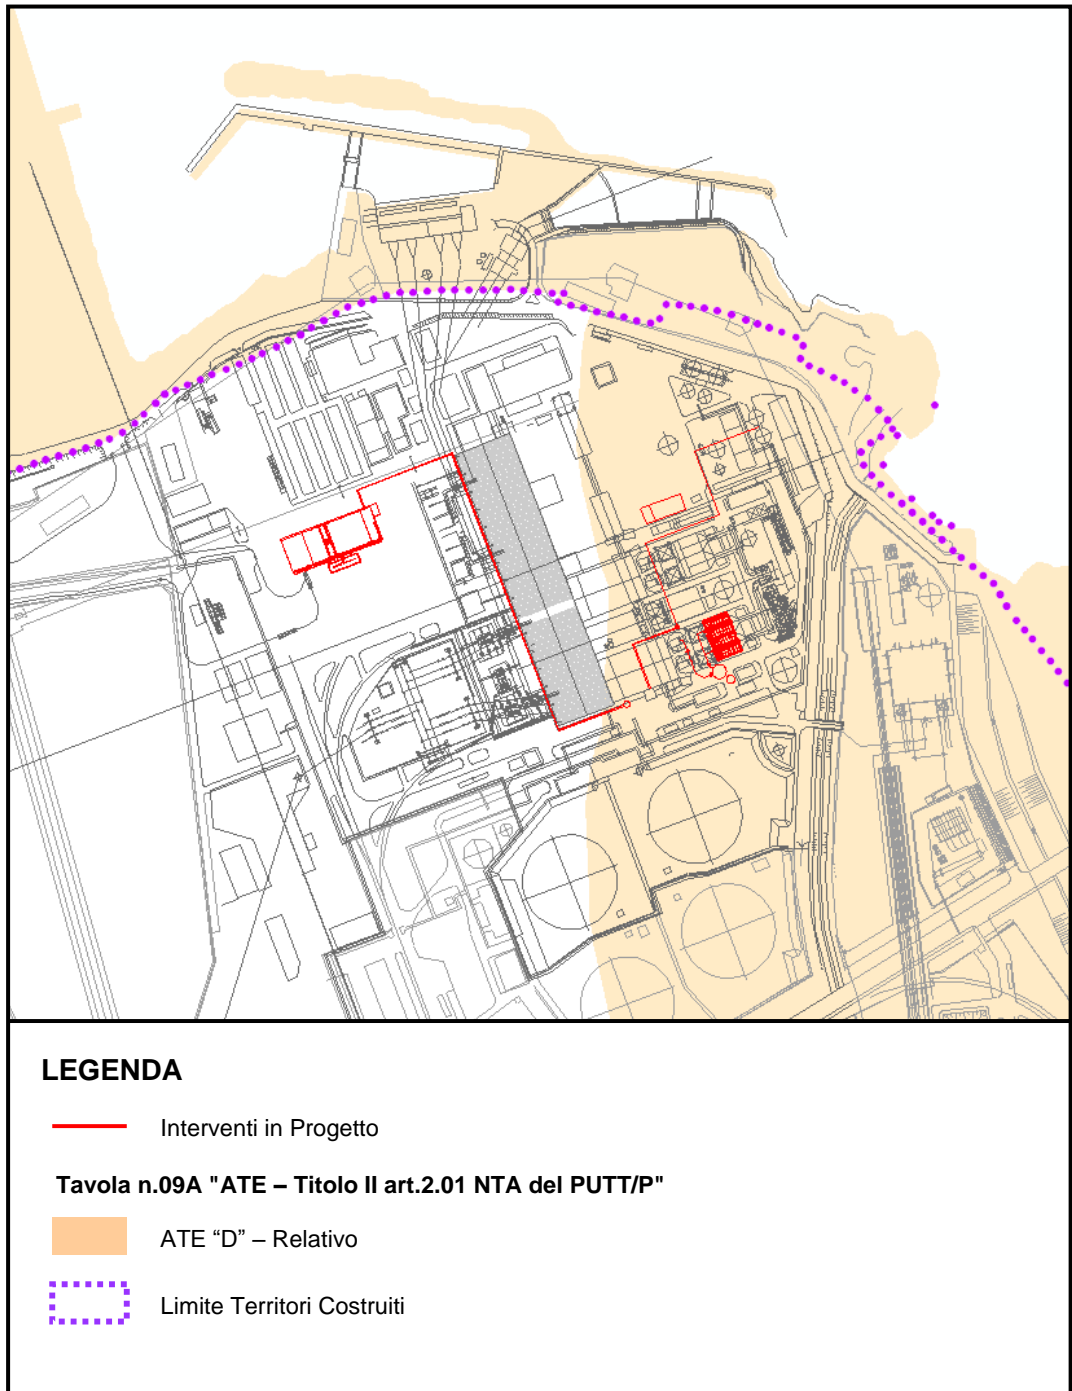 LEGENDA
Interventi in Progetto
Tavola n.09A "ATE – Titolo II art.2.01 NTA del PUTT/P"
ATE “D” – Relativo
Limite Territori Costruiti